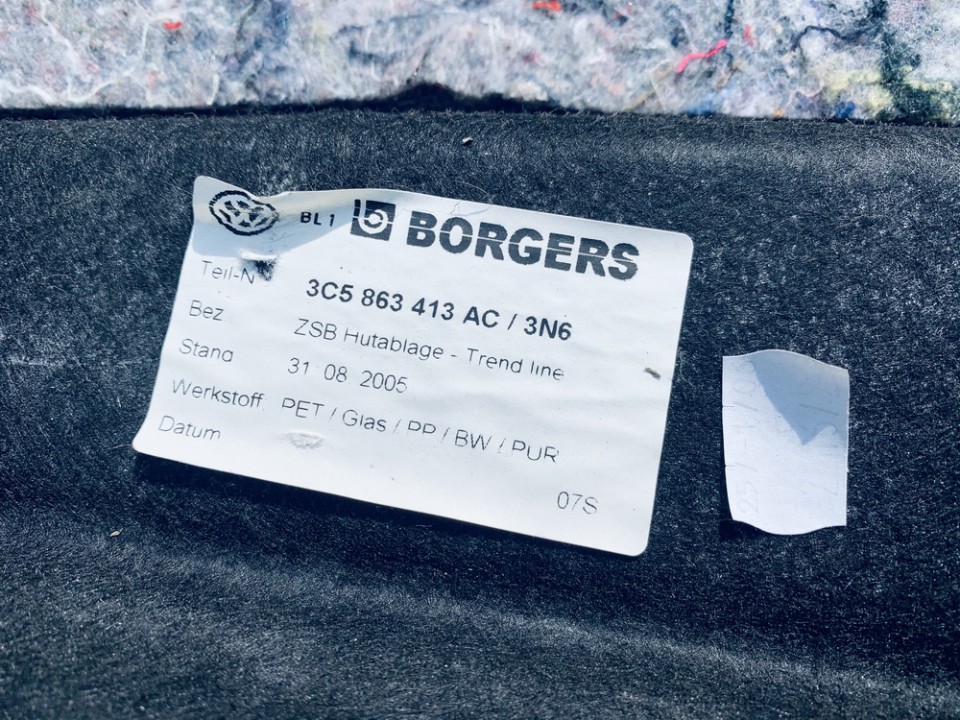 BL 1 BORGERS
Teil-N 3C5 863 413 AC / 3N6
Bez ZSB Hutablage - Trend line
Stand 31 08 2005
Werkstoff PET / Glas / PP / BW / PUR
Datum
07S